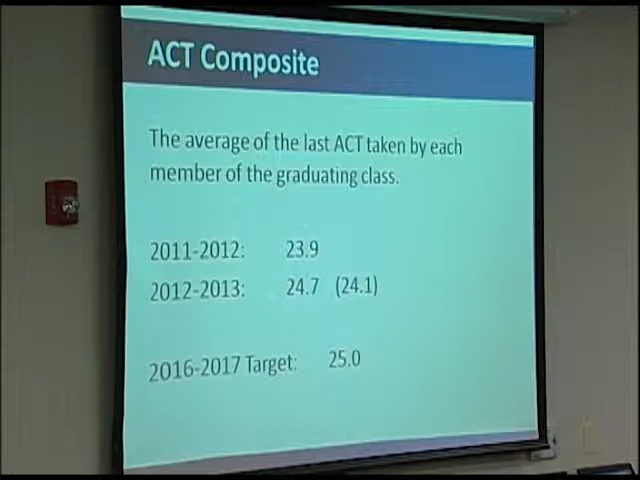 ACT Composite
The average of the last ACT taken by each
member of the graduating class.
2011-2012: 23.9
2012-2013: 24.7 (24.1)
2016-2017 Target: 25.0